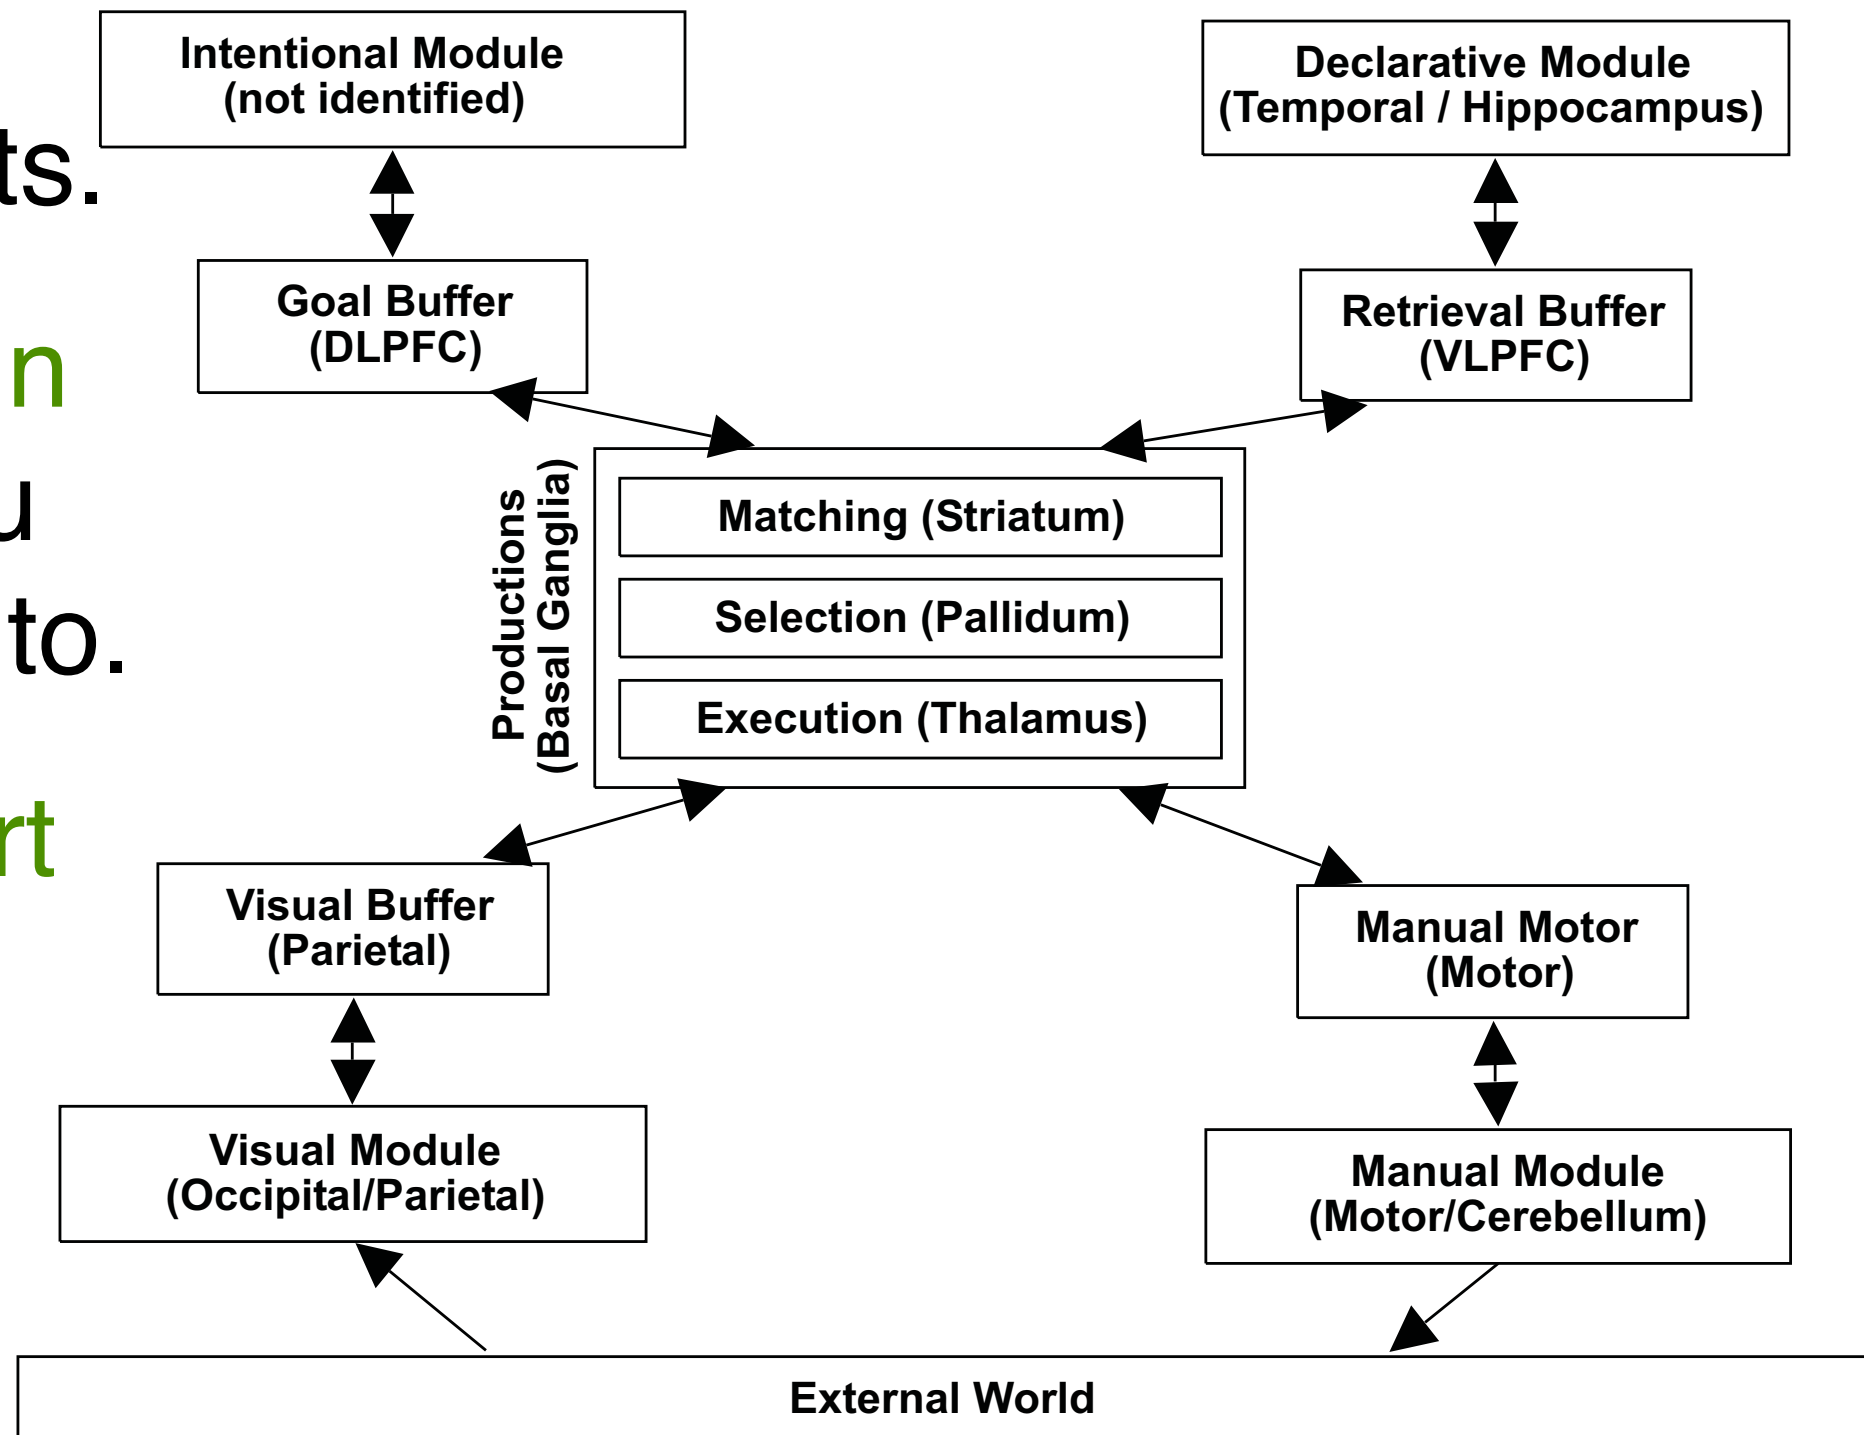 Intentional Module
(not identified)
Declarative Module
(Temporal / Hippocampus)
ts.
Goal Buffer
(DLPFC)
Retrieval Buffer
(VLPFC)
n
u
to.
rt
Productions
(Basal Ganglia)
Matching (Striatum)
Selection (Pallidum)
Execution (Thalamus)
Visual Buffer
(Parietal)
Manual Motor
(Motor)
Visual Module
(Occipital/Parietal)
Manual Module
(Motor/Cerebellum)
External World